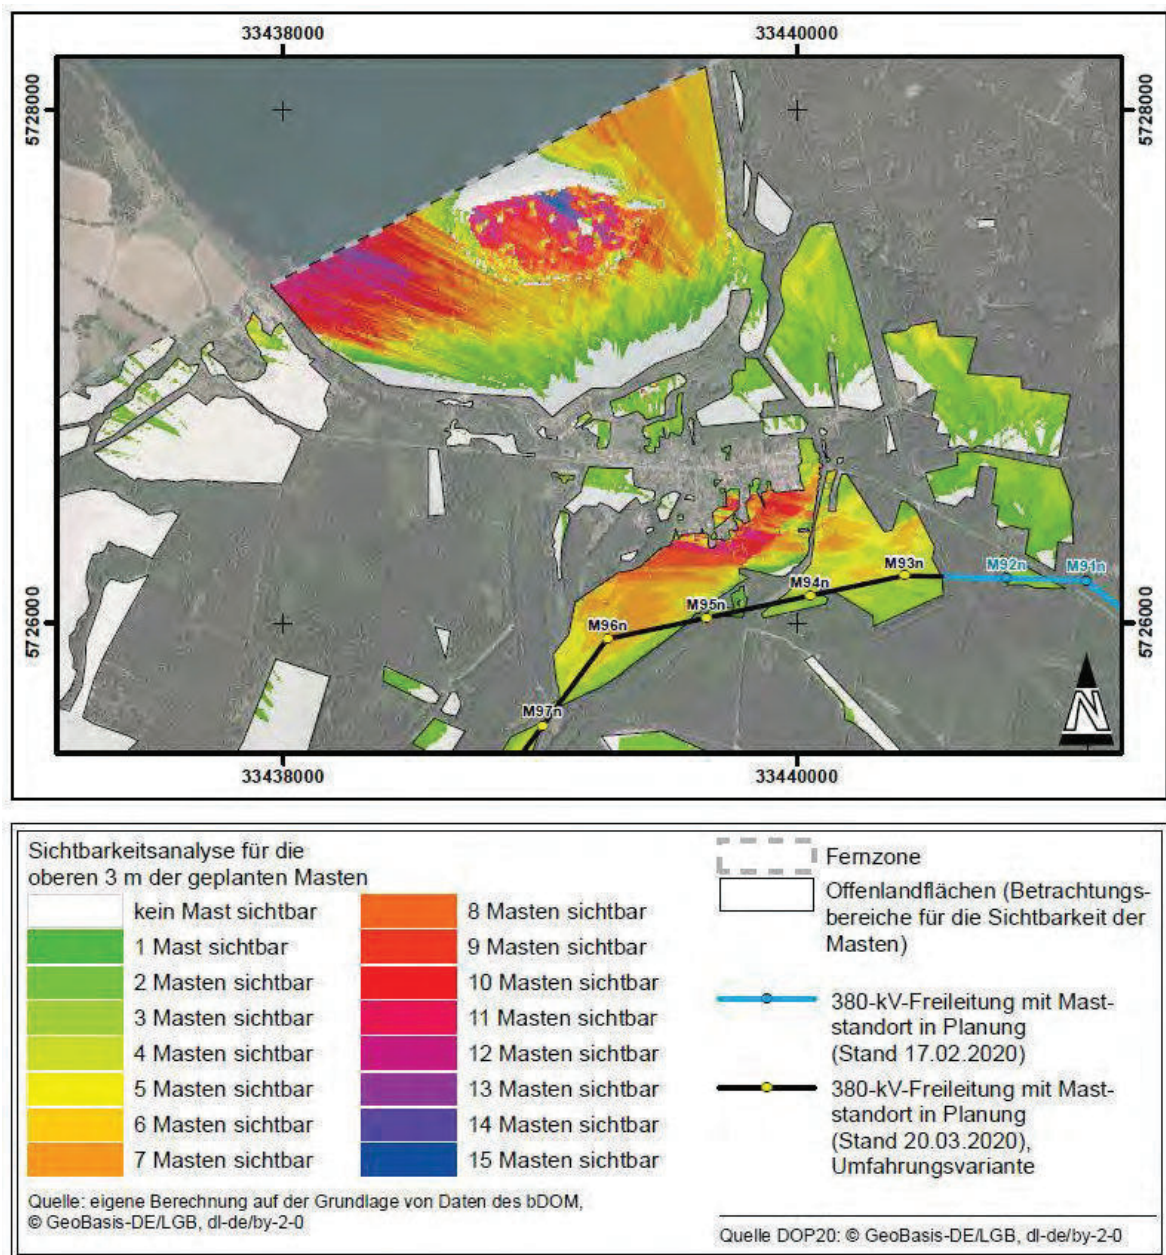 33438000
33440000
5728000
5728000
M93n
M92n
M91n
M94n
M95n
M96n
5726000
5726000
M97n
N
33438000
33440000
Sichtbarkeitsanalyse für die
oberen 3 m der geplanten Masten
kein Mast sichtbar
1 Mast sichtbar
2 Masten sichtbar
3 Masten sichtbar
4 Masten sichtbar
5 Masten sichtbar
6 Masten sichtbar
7 Masten sichtbar
8 Masten sichtbar
9 Masten sichtbar
10 Masten sichtbar
11 Masten sichtbar
12 Masten sichtbar
13 Masten sichtbar
14 Masten sichtbar
15 Masten sichtbar
Quelle: eigene Berechnung auf der Grundlage von Daten des bDOM,
© GeoBasis-DE/LGB, dl-de/by-2-0
Fernzone
Offenlandflächen (Betrachtungs-
bereiche für die Sichtbarkeit der
Masten)
380-kV-Freileitung mit Mast-
standort in Planung
(Stand 17.02.2020)
380-kV-Freileitung mit Mast-
standort in Planung
(Stand 20.03.2020),
Umfahrungsvariante
Quelle DOP20: © GeoBasis-DE/LGB, dl-de/by-2-0